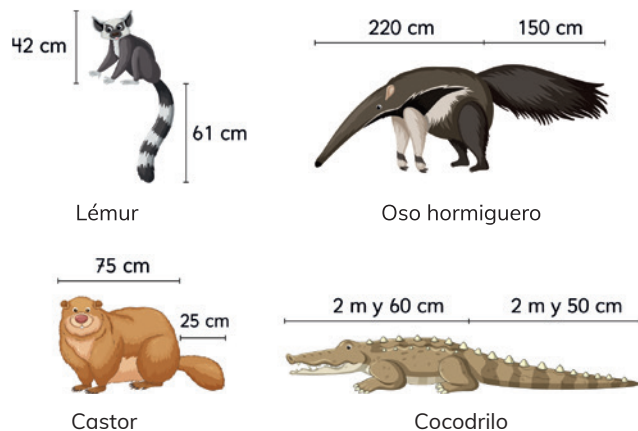 42 cm
61 cm
Lémur
220 cm
150 cm
Oso hormiguero
75 cm
25 cm
Castor
2 m y 60 cm
2 m y 50 cm
Cocodrilo